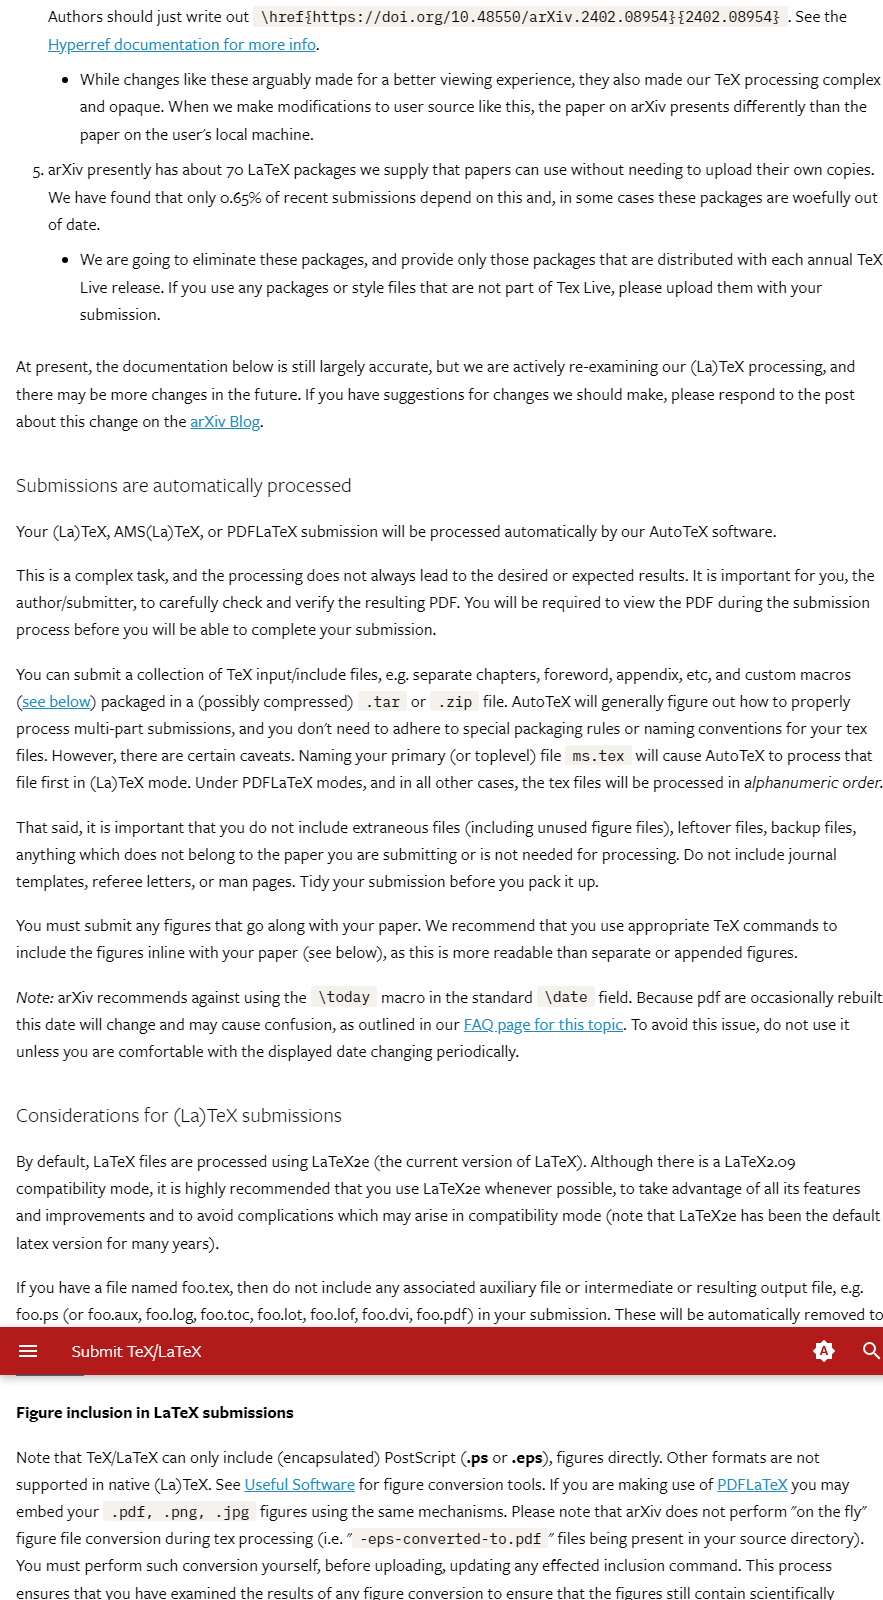 Authors should just write out \href{https://doi.org/10.48550/arXiv.2402.08954}{2402.08954} . See the
Hyperref documentation for more info.
• While changes like these arguably made for a better viewing experience, they also made our TeX processing complex
and opaque. When we make modifications to user source like this, the paper on arXiv presents differently than the
paper on the user's local machine.
5. arXiv presently has about 70 LaTeX packages we supply that papers can use without needing to upload their own copies.
We have found that only 0.65% of recent submissions depend on this and, in some cases these packages are woefully out
of date.
• We are going to eliminate these packages, and provide only those packages that are distributed with each annual TeX
Live release. If you use any packages or style files that are not part of Tex Live, please upload them with your
submission.
At present, the documentation below is still largely accurate, but we are actively re-examining our (La)TeX processing, and
there may be more changes in the future. If you have suggestions for changes we should make, please respond to the post
about this change on the arXiv Blog.
Submissions are automatically processed
Your (La)TeX, AMS(La)TeX, or PDFLaTeX submission will be processed automatically by our AutoTeX software.
This is a complex task, and the processing does not always lead to the desired or expected results. It is important for you, the
author/submitter, to carefully check and verify the resulting PDF. You will be required to view the PDF during the submission
process before you will be able to complete your submission.
You can submit a collection of TeX input/include files, e.g. separate chapters, foreword, appendix, etc, and custom macros
(see below) packaged in a (possibly compressed) .tar or .zip file. AutoTeX will generally figure out how to properly
process multi-part submissions, and you don't need to adhere to special packaging rules or naming conventions for your tex
files. However, there are certain caveats. Naming your primary (or toplevel) file ms.tex will cause AutoTeX to process that
file first in (La)TeX mode. Under PDFLaTeX modes, and in all other cases, the tex files will be processed in alphanumeric order.
That said, it is important that you do not include extraneous files (including unused figure files), leftover files, backup files,
anything which does not belong to the paper you are submitting or is not needed for processing. Do not include journal
templates, referee letters, or man pages. Tidy your submission before you pack it up.
You must submit any figures that go along with your paper. We recommend that you use appropriate TeX commands to
include the figures inline with your paper (see below), as this is more readable than separate or appended figures.
Note: arXiv recommends against using the \today macro in the standard \date field. Because pdf are occasionally rebuilt
this date will change and may cause confusion, as outlined in our FAQ page for this topic. To avoid this issue, do not use it
unless you are comfortable with the displayed date changing periodically.
Considerations for (La)TeX submissions
By default, LaTeX files are processed using LaTeX2e (the current version of LaTeX). Although there is a LaTeX2.09
compatibility mode, it is highly recommended that you use LaTeX2e whenever possible, to take advantage of all its features
and improvements and to avoid complications which may arise in compatibility mode (note that LaTeX2e has been the default
latex version for many years).
If you have a file named foo.tex, then do not include any associated auxiliary file or intermediate or resulting output file, e.g.
foo.ps (or foo.aux, foo.log, foo.toc, foo.lot, foo.lof, foo.dvi, foo.pdf) in your submission. These will be automatically removed to
Submit TeX/LaTeX
A
Figure inclusion in LaTeX submissions
Note that TeX/LaTeX can only include (encapsulated) PostScript (.ps or .eps), figures directly. Other formats are not
supported in native (La)TeX. See Useful Software for figure conversion tools. If you are making use of PDFLaTeX you may
embed your .pdf, .png, .jpg figures using the same mechanisms. Please note that arXiv does not perform "on the fly"
figure file conversion during tex processing (i.e. " -eps-converted-to.pdf " files being present in your source directory).
You must perform such conversion yourself, before uploading, updating any effected inclusion command. This process
ensures that you have examined the results of any figure conversion to ensure that the figures still contain scientifically